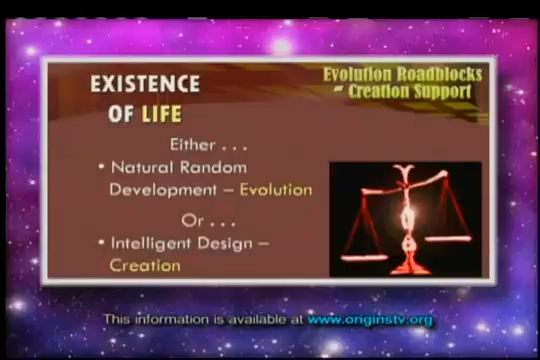 EXISTENCE
OF LIFE
Evolution Roadblocks
= Creation Support
Either . . .
• Natural Random
Development – Evolution
Or . . .
• Intelligent Design –
Creation
This information is available at www.originstv.org